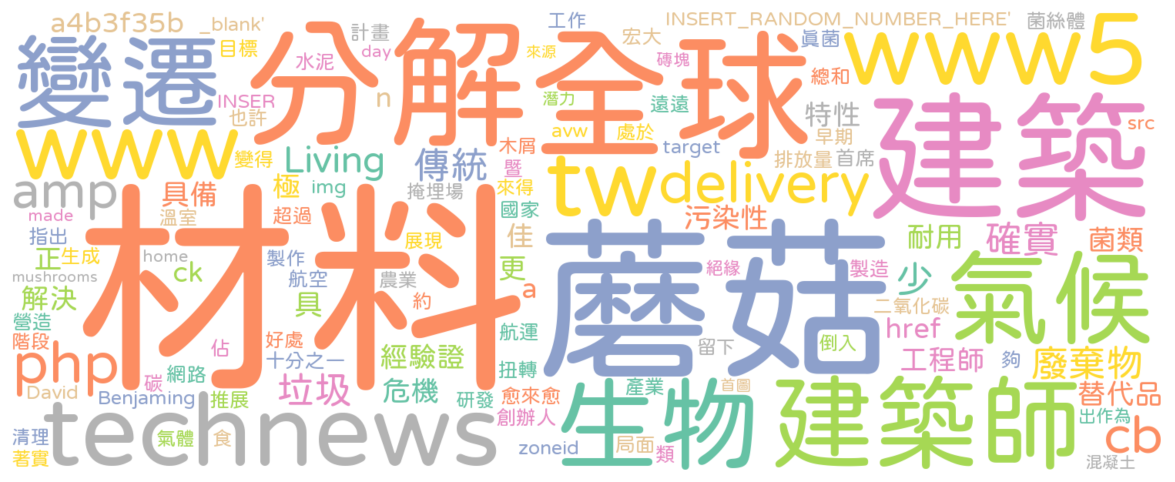 a4b3f35b
_blank'
計畫
工作
INSERT_RANDOM_NUMBER_HERE'
菌絲體
變遷
目標
水泥
day
分解
全球
來源
宏大
磚塊
真菌
www5
INSER
也許
n
潛力
遠遠
總和
特性
建築
src
www
變得
Living
傳統
木屑
avw
處於
target
早期
排放量
首席
amp
具備
極
img
掩埋場
暨
來得
tw
delivery
made
溫室
超過
國家
污染性
耐用
確實
菌類
指出
正
生成
home
材料
展現
佳
蘑菇
氣候
mushrooms
ck
製作
航空
農業
更
絕緣
製造
少
解決
具
約
a
二氧化碳
營造
階段
好處
航運
留下
倒入
href
php
佔
十分之一
經驗證
扭轉
工程師
夠
廢棄物
David
碳
網路
垃圾
危機
愈來愈
產業
首圖
替代品
Benjaming
推展
研發
創辦人
生物
建築師
出作為
technews
cb
清理
氣體
食
zoneid
局面
類
著實
混凝土